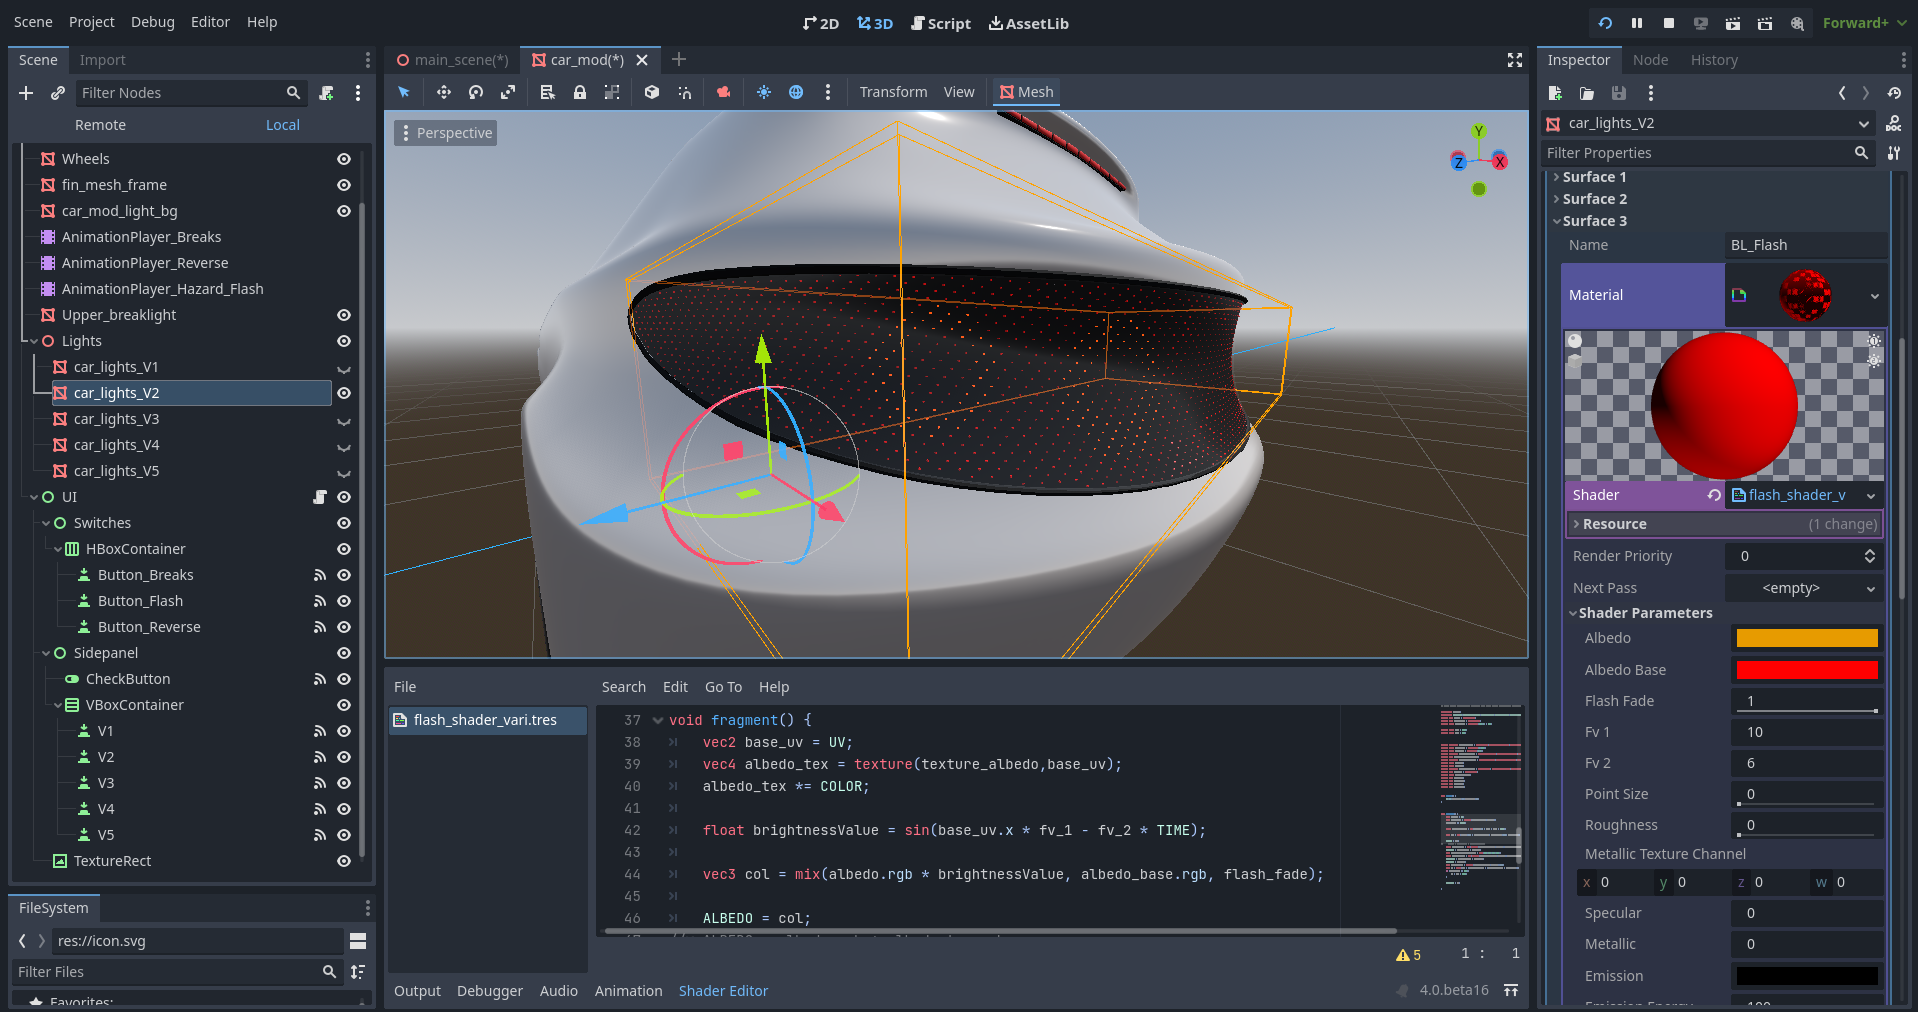 Scene Project Debug Editor Help
2D 3D Script AssetLib
Forward+
Scene Import
Filter Nodes
Remote Local
Wheels
fin_mesh_frame
car_mod_light_bg
AnimationPlayer_Breaks
AnimationPlayer_Reverse
AnimationPlayer_Hazard_Flash
Upper_breaklight
Lights
car_lights_V1
car_lights_V2
car_lights_V3
car_lights_V4
car_lights_V5
UI
Switches
HBoxContainer
Button_Breaks
Button_Flash
Button_Reverse
Sidepanel
CheckButton
VBoxContainer
V1
V2
V3
V4
V5
TextureRect
FileSystem
res://icon.svg
Filter Files
Favorites:
main_scene(*) car_mod(*)
Transform View Mesh
Perspective
Y
Z X
File
flash_shader_vari.tres
Search Edit Go To Help
37 void fragment() {
38 vec2 base_uv = UV;
39 vec4 albedo_tex = texture(texture_albedo,base_uv);
40 albedo_tex *= COLOR;
41
42 float brightnessValue = sin(base_uv.x * fv_1 - fv_2 * TIME);
43
44 vec3 col = mix(albedo.rgb * brightnessValue, albedo_base.rgb, flash_fade);
45
46 ALBEDO = col;
5 1 : 1
Output Debugger Audio Animation Shader Editor
4.0.beta16
Inspector Node History
car_lights_V2
Filter Properties
Surface 1
Surface 2
Surface 3
Name BL_Flash
Material
Shader flash_shader_v
Resource (1 change)
Render Priority 0
Next Pass <empty>
Shader Parameters
Albedo
Albedo Base
Flash Fade 1
Fv 1 10
Fv 2 6
Point Size 0
Roughness 0
Metallic Texture Channel
x 0 y 0 z 0 w 0
Specular 0
Metallic 0
Emission
Emission Energy 100